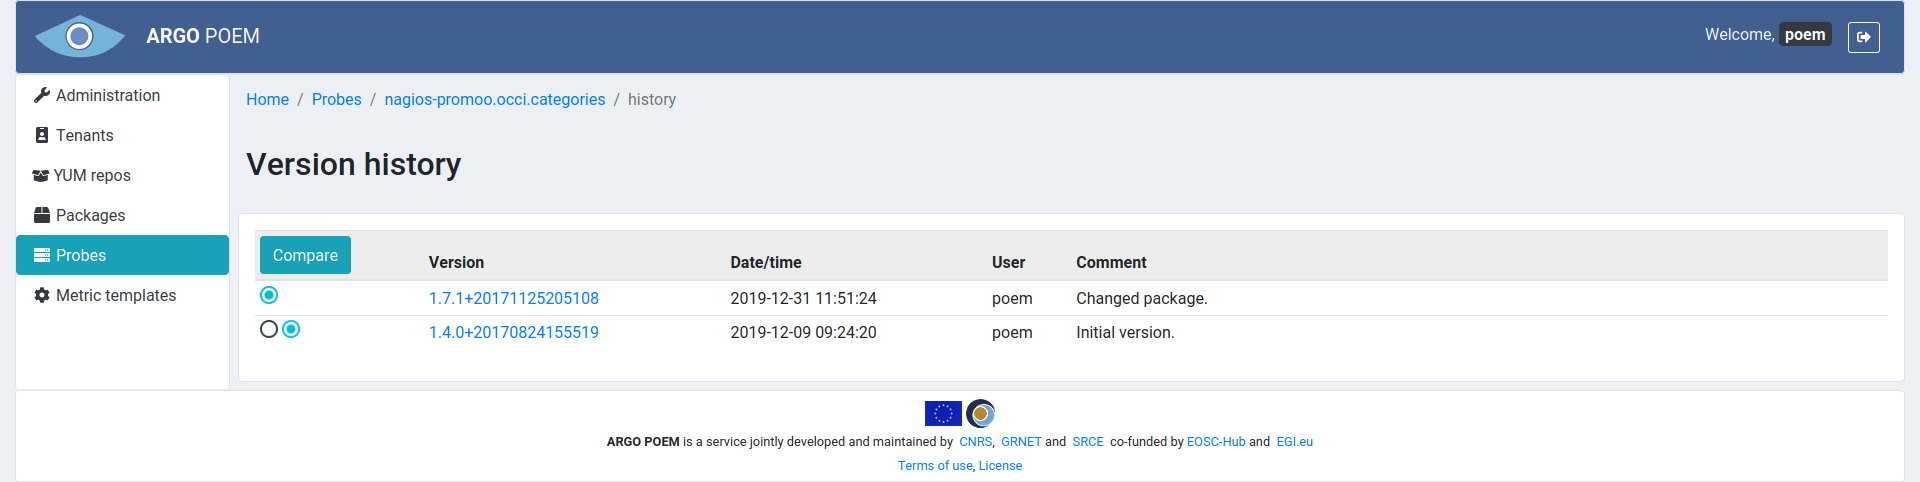 ARGO POEM
Welcome, poem
Administration
Tenants
YUM repos
Packages
Probes
Metric templates
Home / Probes / nagios-promoo.occi.categories / history
Version history
Compare Version Date/time User Comment
1.7.1+20171125205108 2019-12-31 11:51:24 poem Changed package.
1.4.0+20170824155519 2019-12-09 09:24:20 poem Initial version.
ARGO POEM is a service jointly developed and maintained by CNRS, GRNET and SRCE co-funded by EOSC-Hub and EGI.eu
Terms of use, License